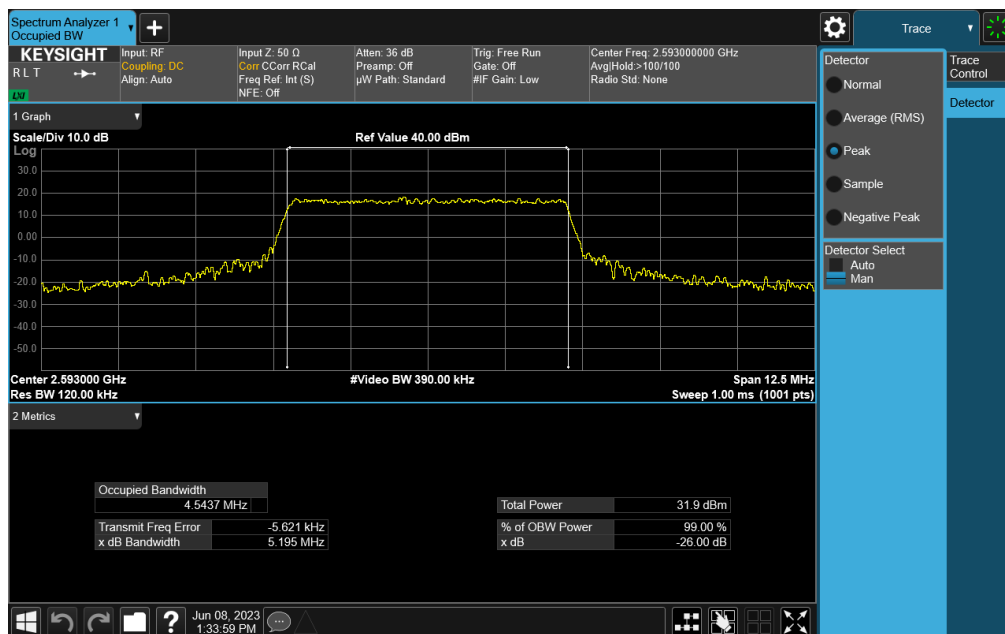 Spectrum Analyzer 1
Occupied BW
Trace
KEYSIGHT
R L T
LXI
Input: RF
Coupling: DC
Align: Auto
Input Z: 50 Ω
Corr CCorr RCal
Freq Ref: Int (S)
NFE: Off
Atten: 36 dB
Preamp: Off
µW Path: Standard
Trig: Free Run
Gate: Off
#IF Gain: Low
Center Freq: 2.593000000 GHz
Avg|Hold:>100/100
Radio Std: None
1 Graph
Scale/Div 10.0 dB
Ref Value 40.00 dBm
Log
30.0
20.0
10.0
0.00
-10.0
-20.0
-30.0
-40.0
-50.0
Center 2.593000 GHz
#Video BW 390.00 kHz
Span 12.5 MHz
Res BW 120.00 kHz
Sweep 1.00 ms (1001 pts)
2 Metrics
Occupied Bandwidth
4.5437 MHz
Transmit Freq Error -5.621 kHz
x dB Bandwidth 5.195 MHz
Total Power 31.9 dBm
% of OBW Power 99.00 %
x dB -26.00 dB
Detector
Normal
Average (RMS)
Peak
Sample
Negative Peak
Detector Select
Auto
Man
Trace
Control
Detector
?
Jun 08, 2023
1:33:59 PM